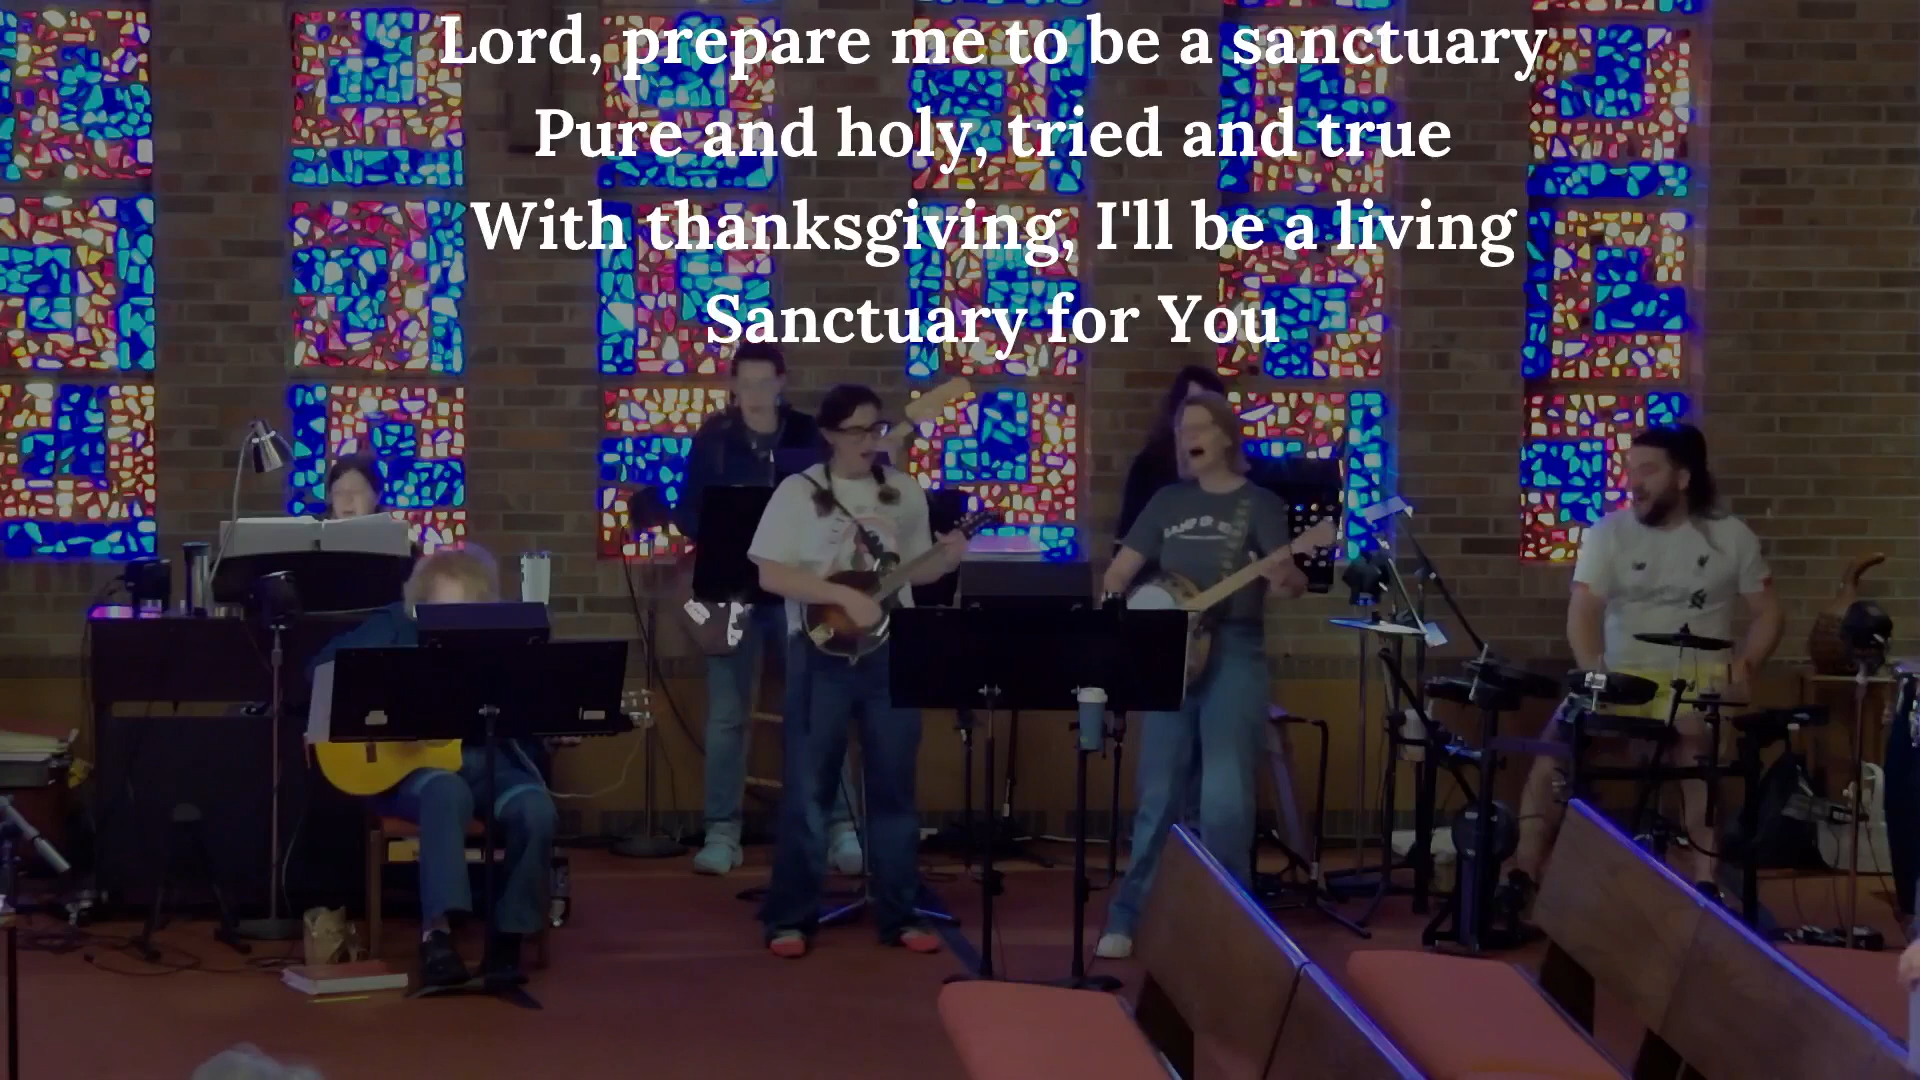 Lord, prepare me to be a sanctuary
Pure and holy, tried and true
With thanksgiving, I'll be a living
Sanctuary for You